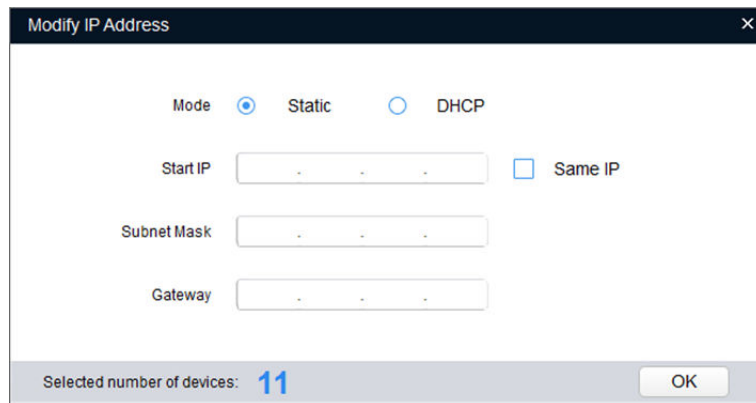 Modify IP Address ×
Mode Static DHCP
Start IP . . . Same IP
Subnet Mask . . .
Gateway . . .
Selected number of devices: 11 OK